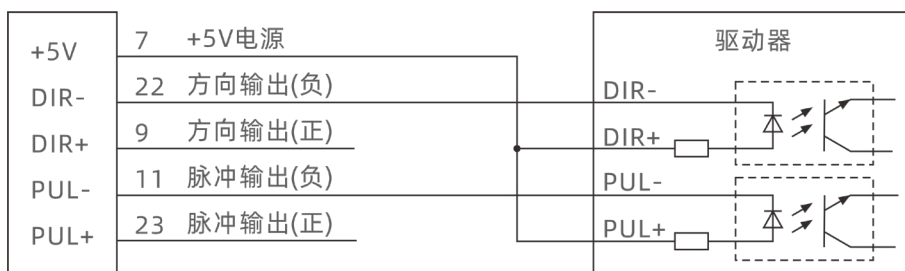 +5V 7 +5V电源 驱动器
DIR- 22 方向输出(负) DIR-
DIR+ 9 方向输出(正) DIR+
PUL- 11 脉冲输出(负) PUL-
PUL+ 23 脉冲输出(正) PUL+